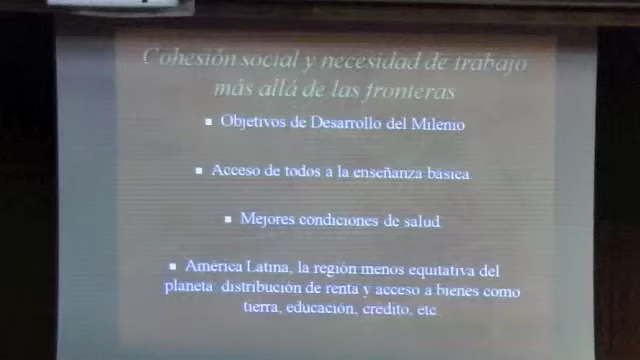 Cohesión social y necesidad de trabajo
más allá de las fronteras
▪ Objetivos de Desarrollo del Milenio
▪ Acceso de todos a la enseñanza básica
▪ Mejores condiciones de salud
▪ América Latina, la región menos equitativa del
planeta: distribución de renta y acceso a bienes como
tierra, educación, crédito, etc